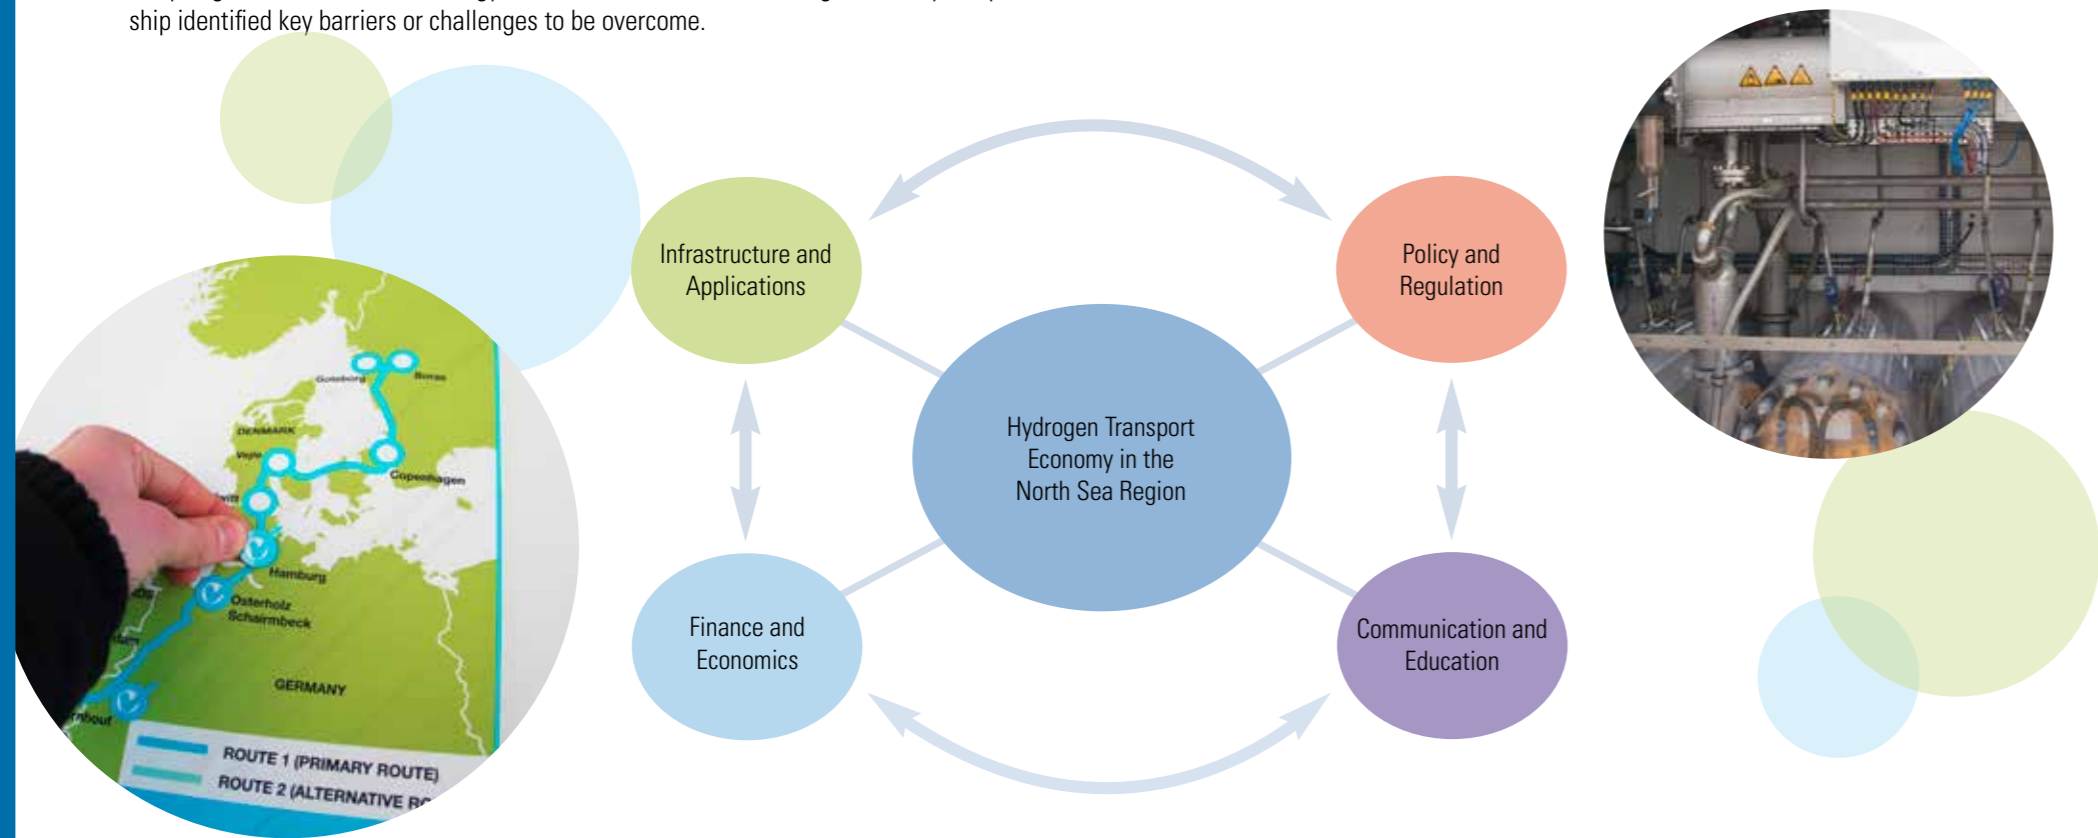 ship identified key barriers or challenges to be overcome.
Infrastructure and
Applications
Policy and
Regulation
Hydrogen Transport
Economy in the
North Sea Region
Finance and
Economics
Communication and
Education
Goteborg
Boras
DENMARK
Vejle
Copenhagen
Hamburg
Osterholz
Schairmbeck
GERMANY
ROUTE 1 (PRIMARY ROUTE)
ROUTE 2 (ALTERNATIVE